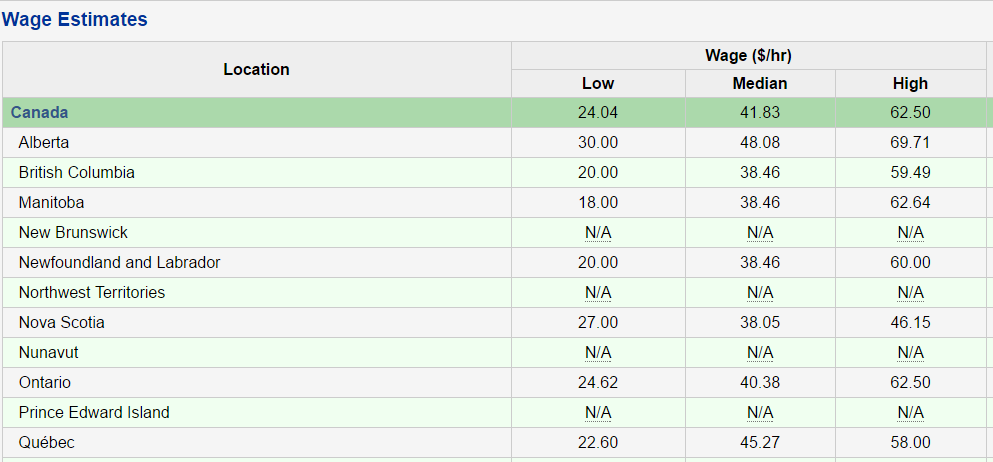 Wage Estimates
Location Wage ($/hr)
Low Median High
Canada 24.04 41.83 62.50
Alberta 30.00 48.08 69.71
British Columbia 20.00 38.46 59.49
Manitoba 18.00 38.46 62.64
New Brunswick N/A N/A N/A
Newfoundland and Labrador 20.00 38.46 60.00
Northwest Territories N/A N/A N/A
Nova Scotia 27.00 38.05 46.15
Nunavut N/A N/A N/A
Ontario 24.62 40.38 62.50
Prince Edward Island N/A N/A N/A
Québec 22.60 45.27 58.00